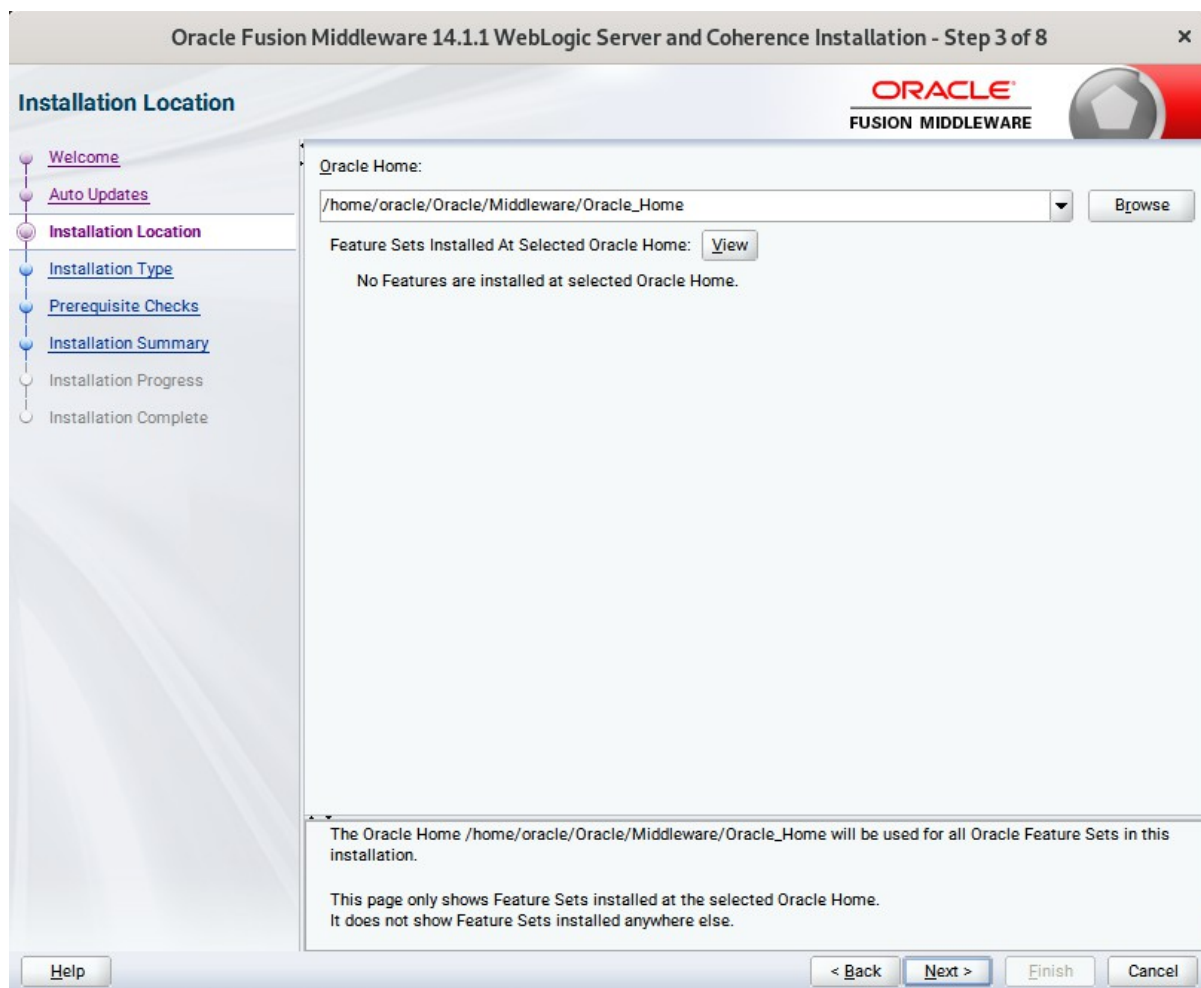 Oracle Fusion Middleware 14.1.1 WebLogic Server and Coherence Installation - Step 3 of 8
Installation Location
ORACLE
FUSION MIDDLEWARE
Welcome
Auto Updates
Installation Location
Installation Type
Prerequisite Checks
Installation Summary
Installation Progress
Installation Complete
Oracle Home:
/home/oracle/Oracle/Middleware/Oracle_Home
Browse
Feature Sets Installed At Selected Oracle Home: View
No Features are installed at selected Oracle Home.
The Oracle Home /home/oracle/Oracle/Middleware/Oracle_Home will be used for all Oracle Feature Sets in this
installation.
This page only shows Feature Sets installed at the selected Oracle Home.
It does not show Feature Sets installed anywhere else.
Help
< Back
Next >
Finish
Cancel